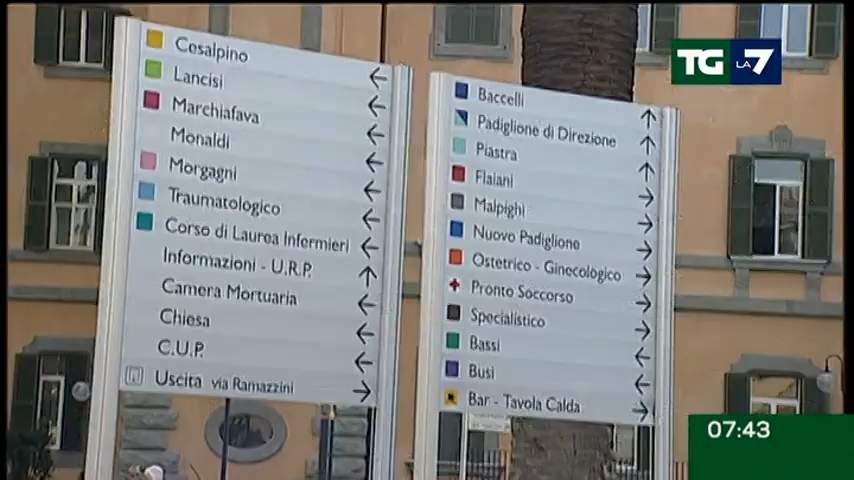 Cesalpino
Lancisi
Marchiafava
Monaldi
Morgagni
Traumatologico
Corso di Laurea Infermieri
Informazioni - U.R.P.
Camera Mortuaria
Chiesa
C.U.P.
Uscita via Ramazzini
Baccelli
Padiglione di Direzione
Piastra
Flaiani
Malpighi
Nuovo Padiglione
Ostetrico - Ginecologico
Pronto Soccorso
Specialistico
Bassi
Busi
Bar - Tavola Calda
TG LA7
07:43